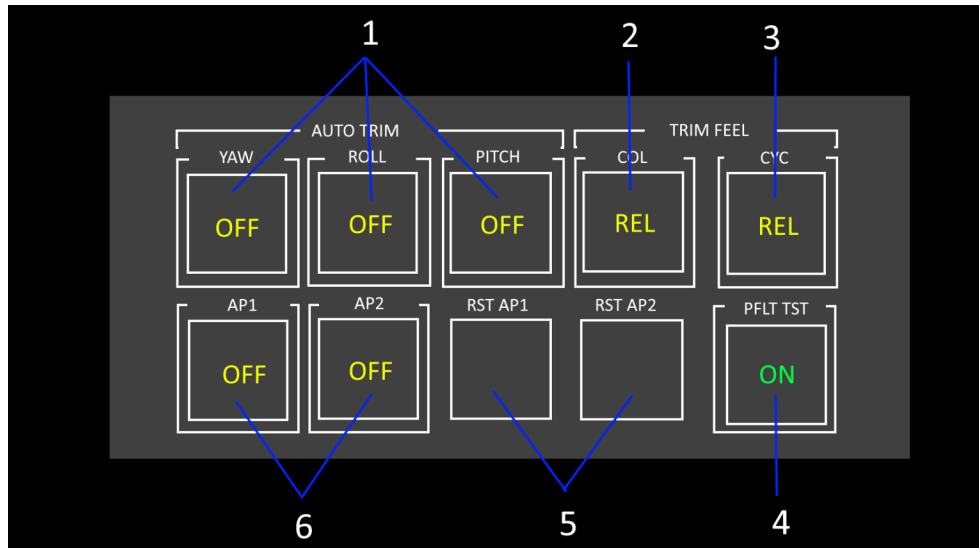 1 2 3
AUTO TRIM TRIM FEEL
YAW ROLL PITCH COL CYC
OFF OFF OFF REL REL
AP1 AP2 RST AP1 RST AP2 PFLT TST
OFF OFF ON
6 5 4